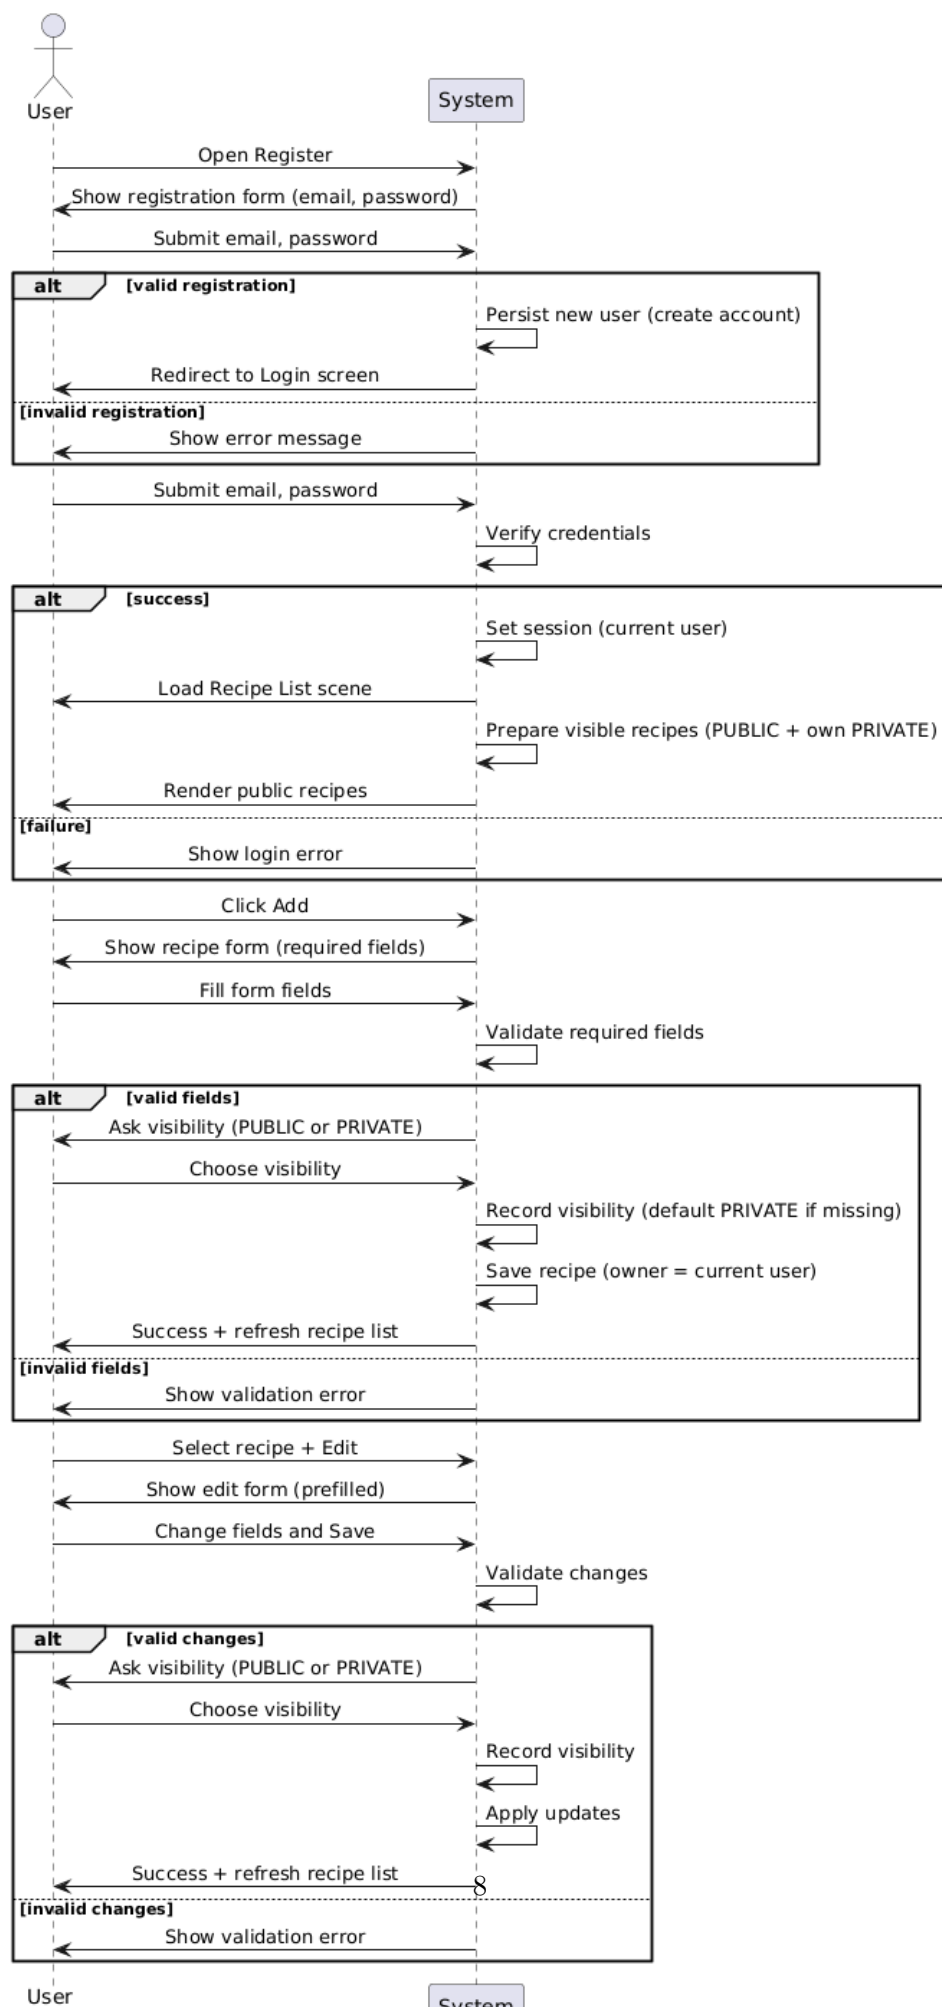 User
System
Open Register
Show registration form (email, password)
Submit email, password
alt [valid registration]
Persist new user (create account)
Redirect to Login screen
[invalid registration]
Show error message
Submit email, password
Verify credentials
alt [success]
Set session (current user)
Load Recipe List scene
Prepare visible recipes (PUBLIC + own PRIVATE)
Render public recipes
[failure]
Show login error
Click Add
Show recipe form (required fields)
Fill form fields
Validate required fields
alt [valid fields]
Ask visibility (PUBLIC or PRIVATE)
Choose visibility
Record visibility (default PRIVATE if missing)
Save recipe (owner = current user)
Success + refresh recipe list
[invalid fields]
Show validation error
Select recipe + Edit
Show edit form (prefilled)
Change fields and Save
Validate changes
alt [valid changes]
Ask visibility (PUBLIC or PRIVATE)
Choose visibility
Record visibility
Apply updates
Success + refresh recipe list
8
[invalid changes]
Show validation error
User
System